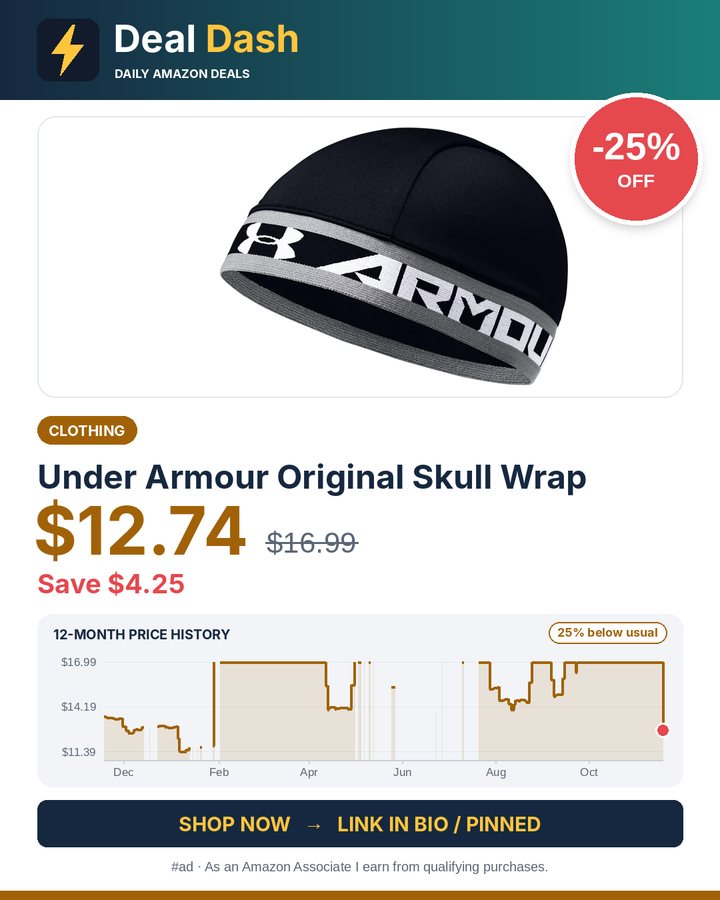 Deal Dash
DAILY AMAZON DEALS
-25%
OFF
ARMOU
CLOTHING
Under Armour Original Skull Wrap
$12.74 $16.99
Save $4.25
12-MONTH PRICE HISTORY
25% below usual
$16.99
$14.19
$11.39
Dec Feb Apr Jun Aug Oct
SHOP NOW → LINK IN BIO / PINNED
#ad · As an Amazon Associate I earn from qualifying purchases.